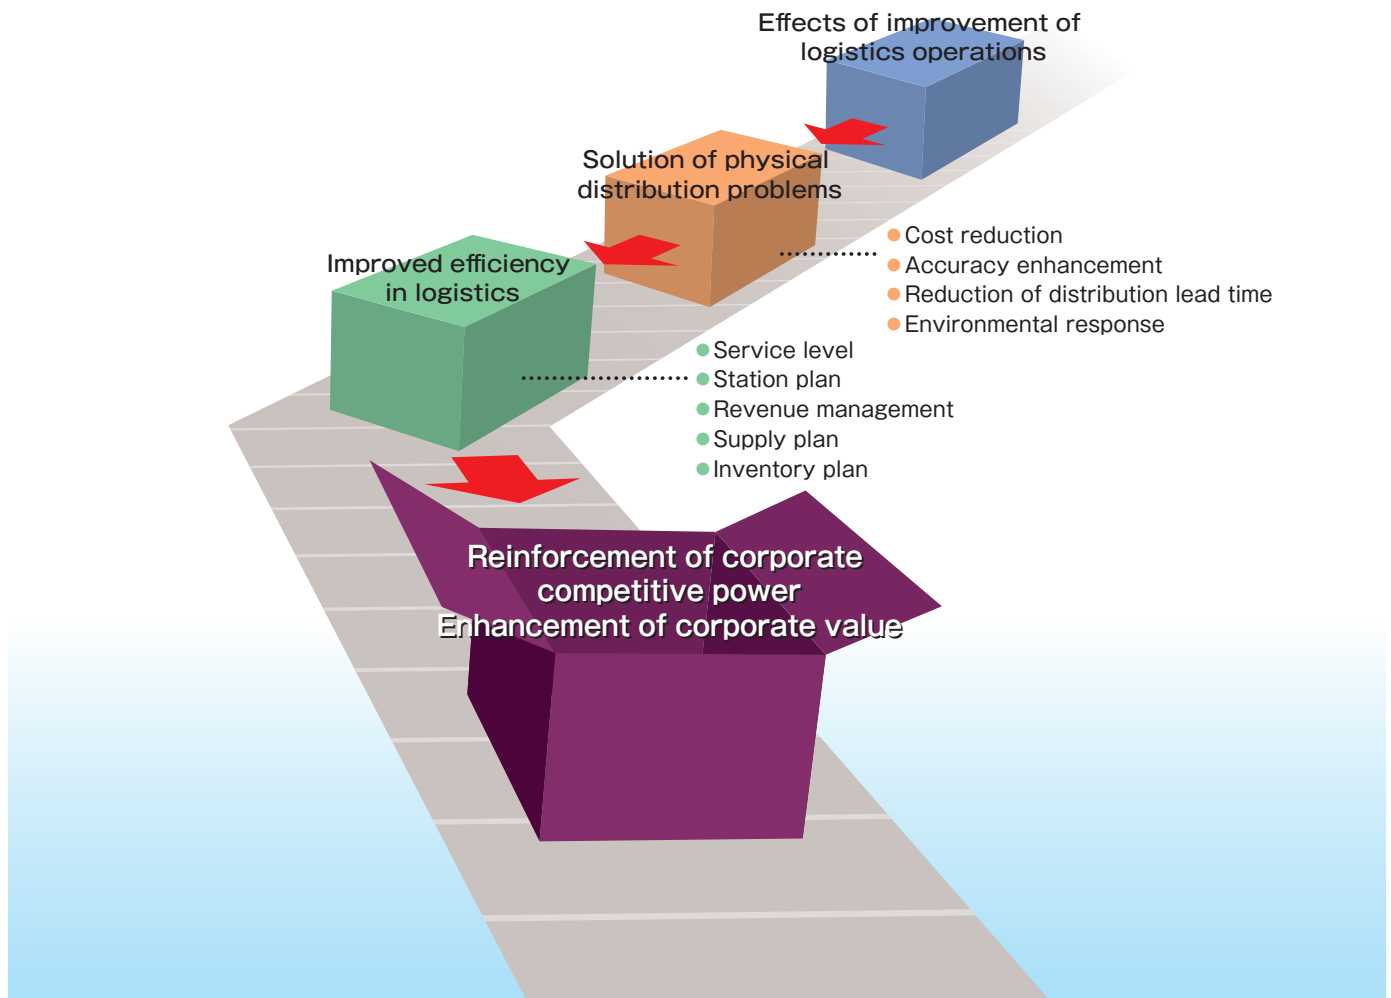 Effects of improvement of
logistics operations
Solution of physical
distribution problems
Cost reduction
Accuracy enhancement
Reduction of distribution lead time
Environmental response
Improved efficiency
in logistics
Service level
Station plan
Revenue management
Supply plan
Inventory plan
Reinforcement of corporate
competitive power
Enhancement of corporate value